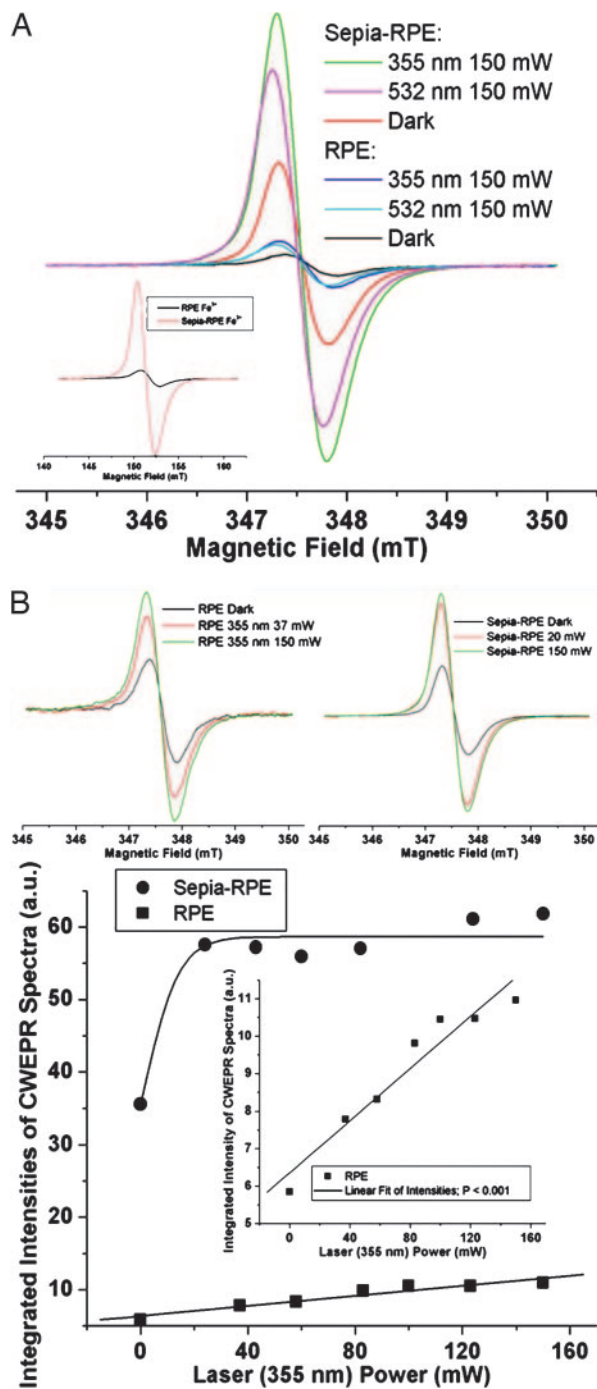 A
Sepia-RPE:
355 nm 150 mW
532 nm 150 mW
Dark
RPE:
355 nm 150 mW
532 nm 150 mW
Dark
RPE Fe³⁺
Sepia-RPE Fe³⁺
140 145 150 155 160
Magnetic Field (mT)
345 346 347 348 349 350
Magnetic Field (mT)
B
RPE Dark
RPE 355 nm 37 mW
RPE 355 nm 150 mW
345 346 347 348 349 350
Magnetic Field (mT)
Sepia-RPE Dark
Sepia-RPE 20 mW
Sepia-RPE 150 mW
345 346 347 348 349 350
Magnetic Field (mT)
Integrated Intensities of CWEPR Spectra (a.u.)
60
50
40
30
20
10
Sepia-RPE
RPE
Integrated Intensity of CWEPR Spectra (a.u.)
11
10
9
8
7
6
5
RPE
Linear Fit of Intensities; P < 0.001
0 40 80 120 160
Laser (355 nm) Power (mW)
0 40 80 120 160
Laser (355 nm) Power (mW)